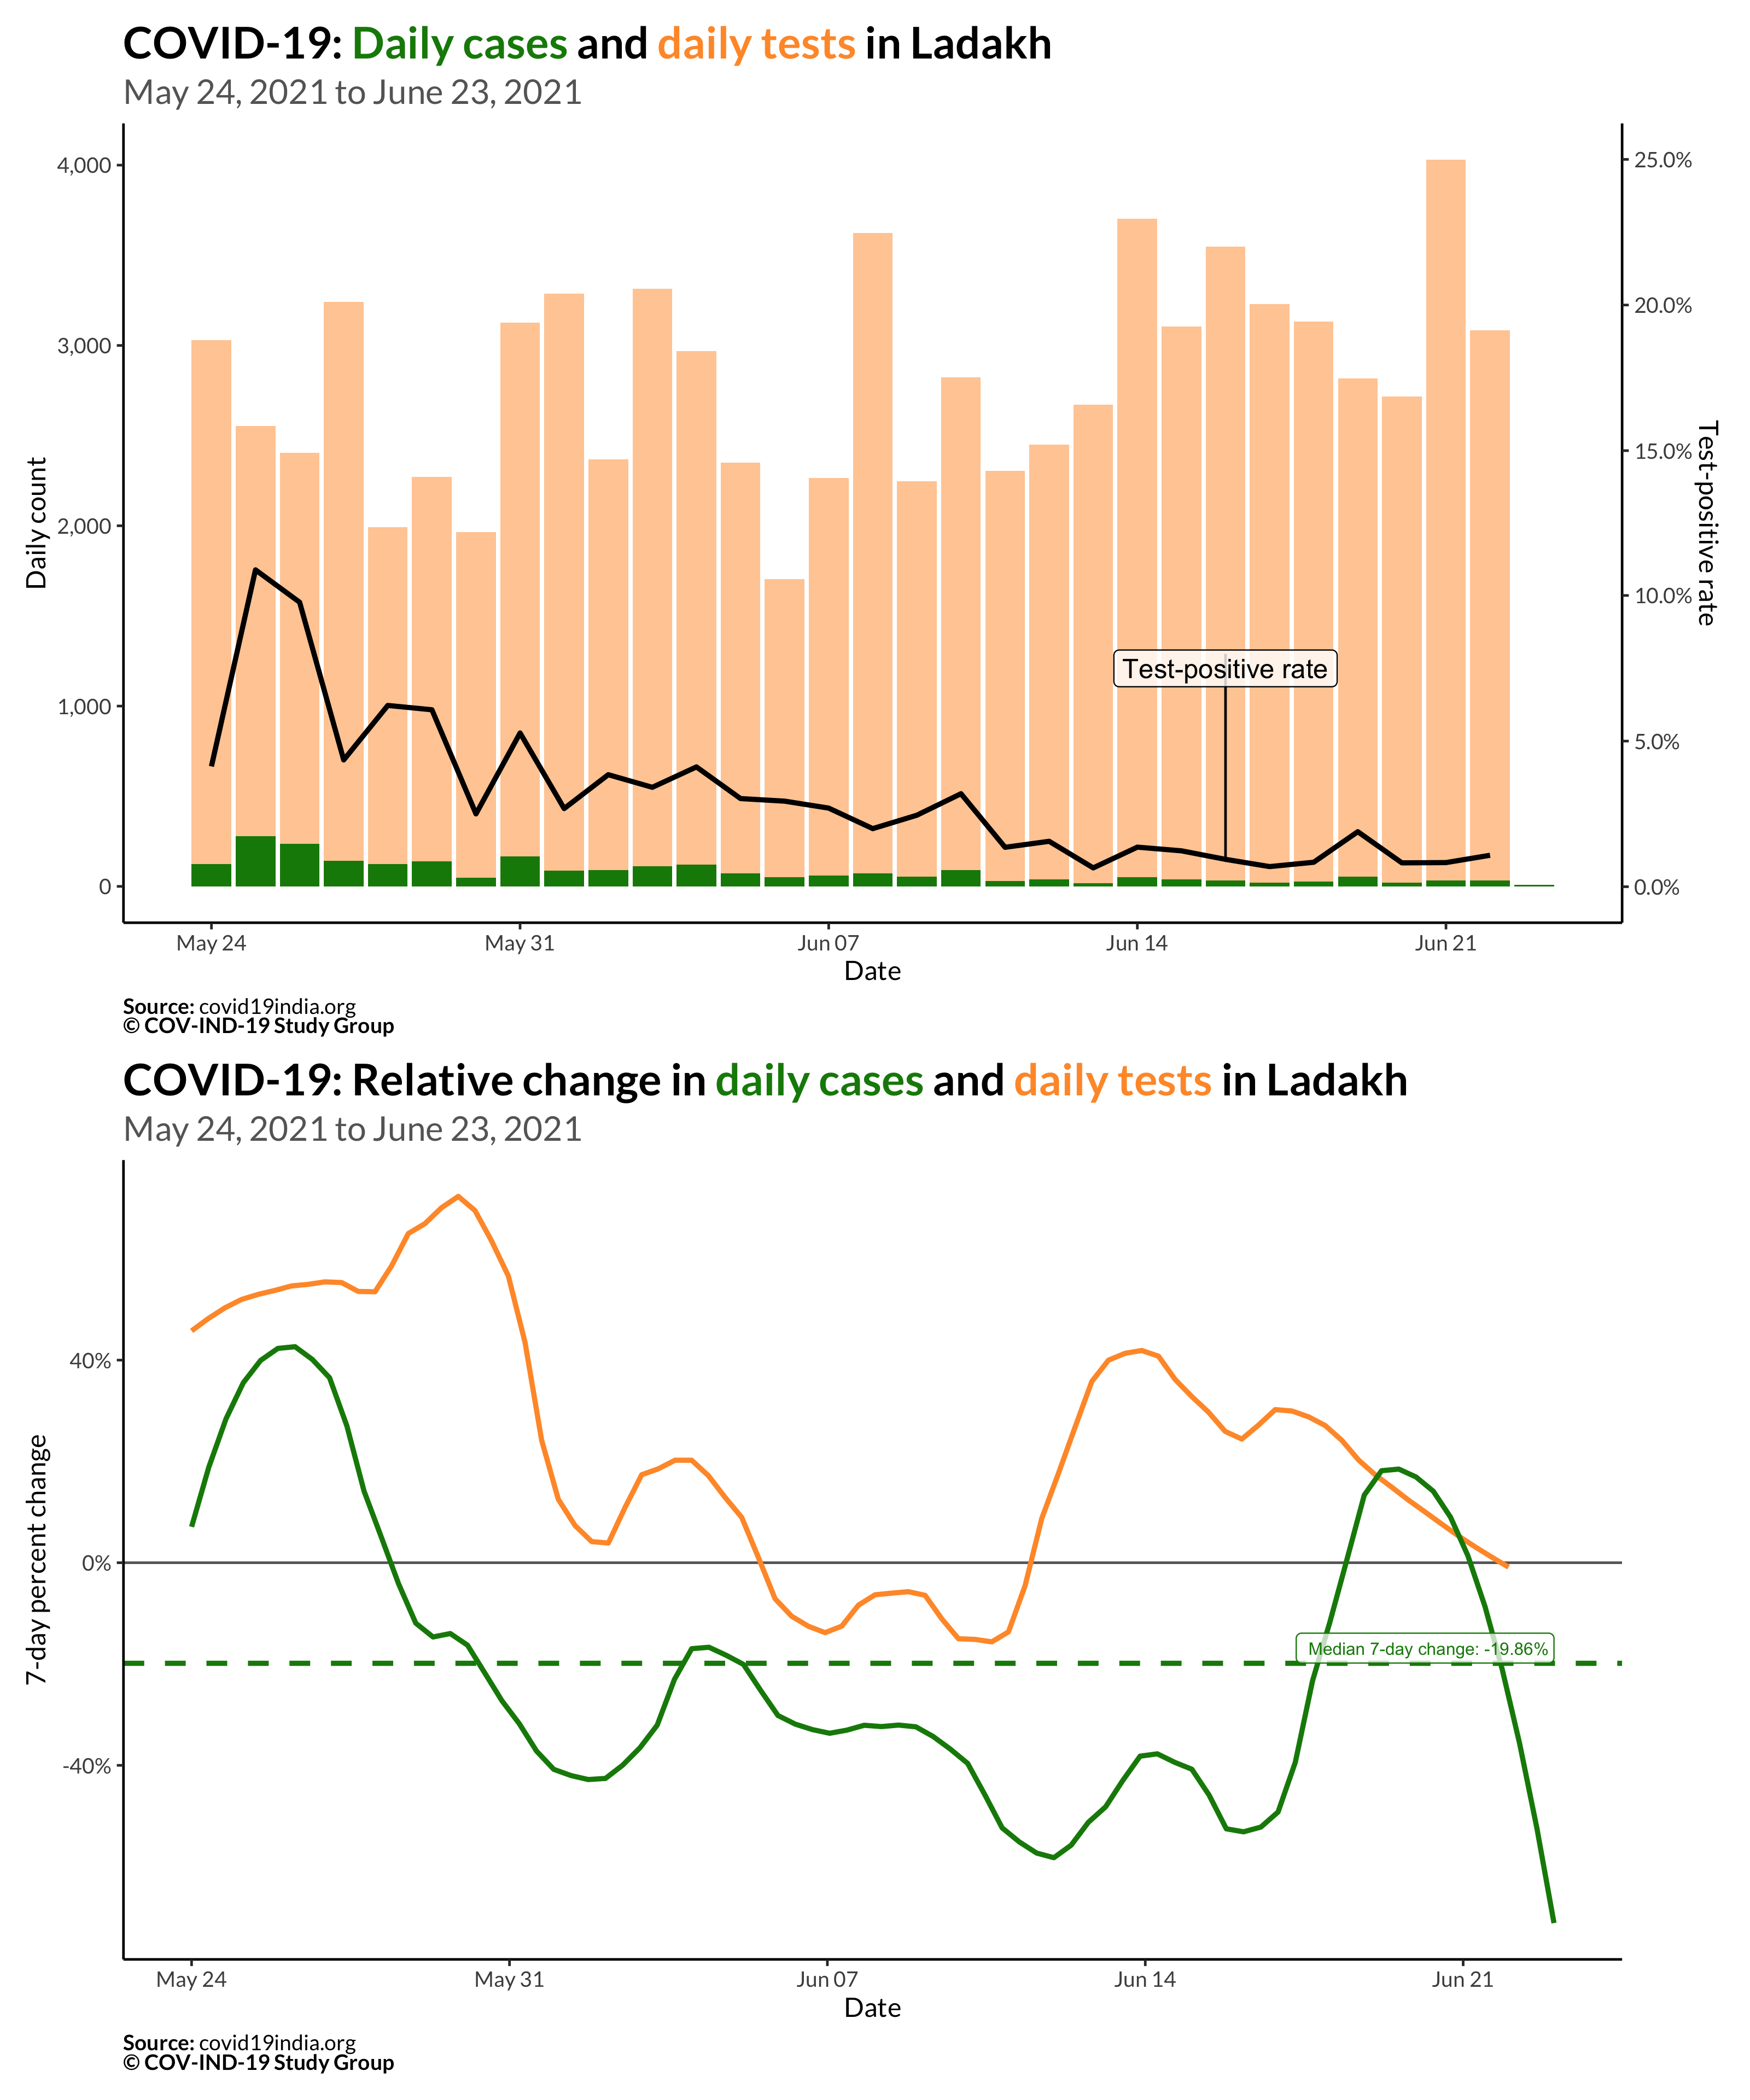 COVID-19: Daily cases and daily tests in Ladakh
May 24, 2021 to June 23, 2021
4,000
3,000
2,000
1,000
0
Daily count
25.0%
20.0%
15.0%
10.0%
5.0%
0.0%
Test-positive rate
Test-positive rate
May 24
May 31
Jun 07
Jun 14
Jun 21
Date
Source: covid19india.org
© COV-IND-19 Study Group
COVID-19: Relative change in daily cases and daily tests in Ladakh
May 24, 2021 to June 23, 2021
40%
0%
-40%
7-day percent change
Median 7-day change: -19.86%
May 24
May 31
Jun 07
Jun 14
Jun 21
Date
Source: covid19india.org
© COV-IND-19 Study Group